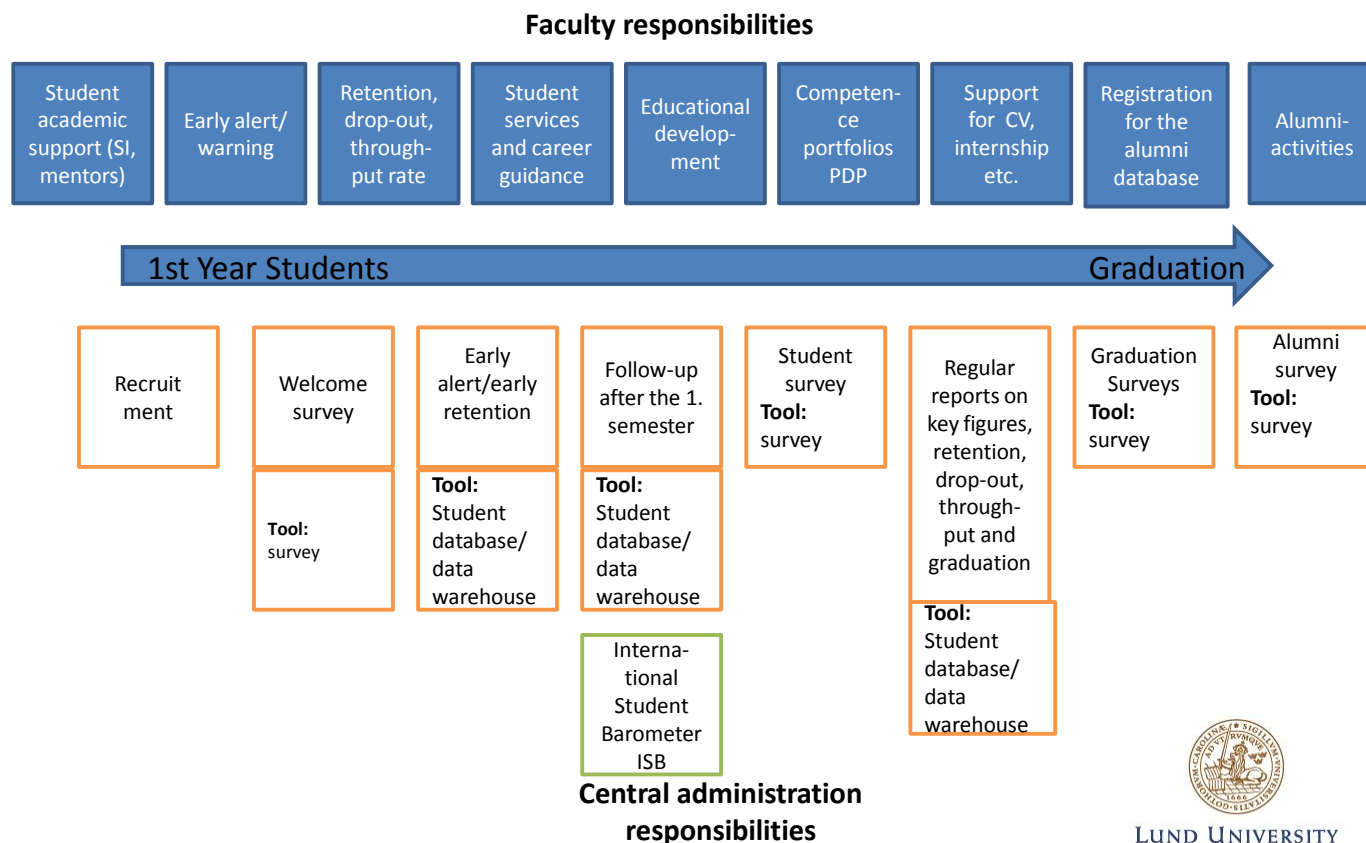 Faculty responsibilities
Student
academic
support (SI,
mentors)
Early alert/
warning
Retention,
drop-out,
through-
put rate
Student
services
and career
guidance
Educational
develop-
ment
Competen-
ce
portfolios
PDP
Support
for CV,
internship
etc.
Registration
for the
alumni
database
Alumni-
activities
1st Year Students
Graduation
Recruit
ment
Welcome
survey
Tool:
survey
Early
alert/early
retention
Tool:
Student
database/
data
warehouse
Follow-up
after the 1.
semester
Tool:
Student
database/
data
warehouse
Interna-
tional
Student
Barometer
ISB
Student
survey
Tool:
survey
Regular
reports on
key figures,
retention,
drop-out,
through-
put and
graduation
Tool:
Student
database/
data
warehouse
Graduation
Surveys
Tool:
survey
Alumni
survey
Tool:
survey
Central administration
responsibilities
1666
LUND UNIVERSITY